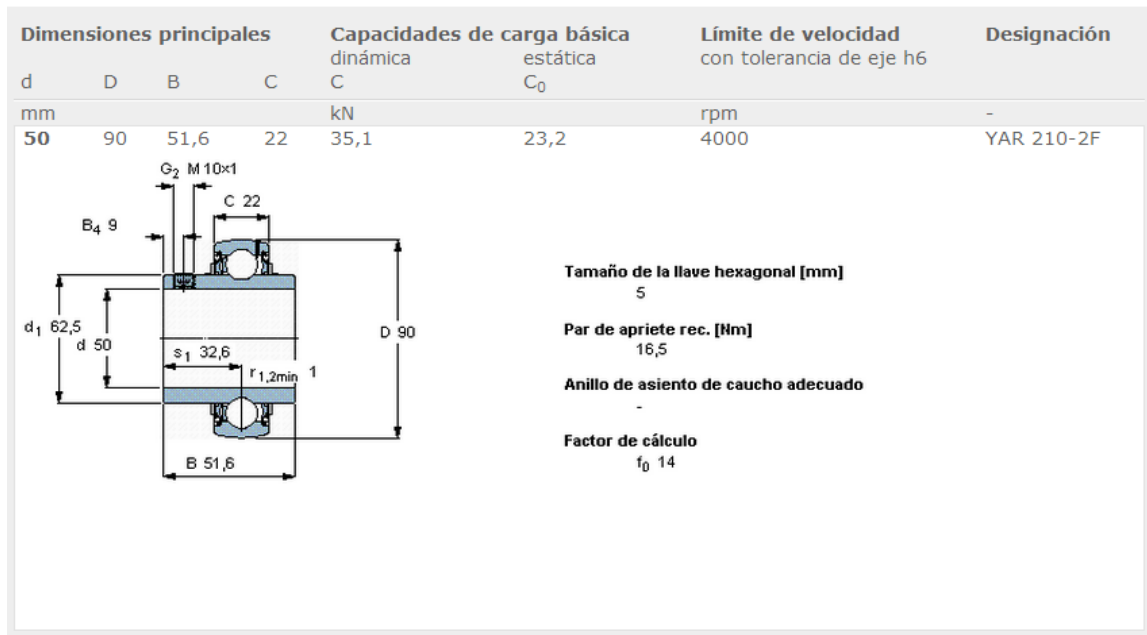 Dimensiones principales Capacidades de carga básica Límite de velocidad Designación
dinámica estática con tolerancia de eje h6
d D B C C C₀
mm kN rpm -
50 90 51,6 22 35,1 23,2 4000 YAR 210-2F
G₂ M 10×1
C 22
B₄ 9
Tamaño de la llave hexagonal [mm]
5
d₁ 62,5
d 50
D 90
Par de apriete rec. [Nm]
16,5
s₁ 32,6
r₁,₂min 1
Anillo de asiento de caucho adecuado
-
Factor de cálculo
f₀ 14
B 51,6